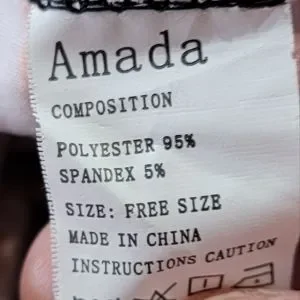 Amada
COMPOSITION
POLYESTER 95%
SPANDEX 5%
SIZE: FREE SIZE
MADE IN CHINA
INSTRUCTIONS CAUTION